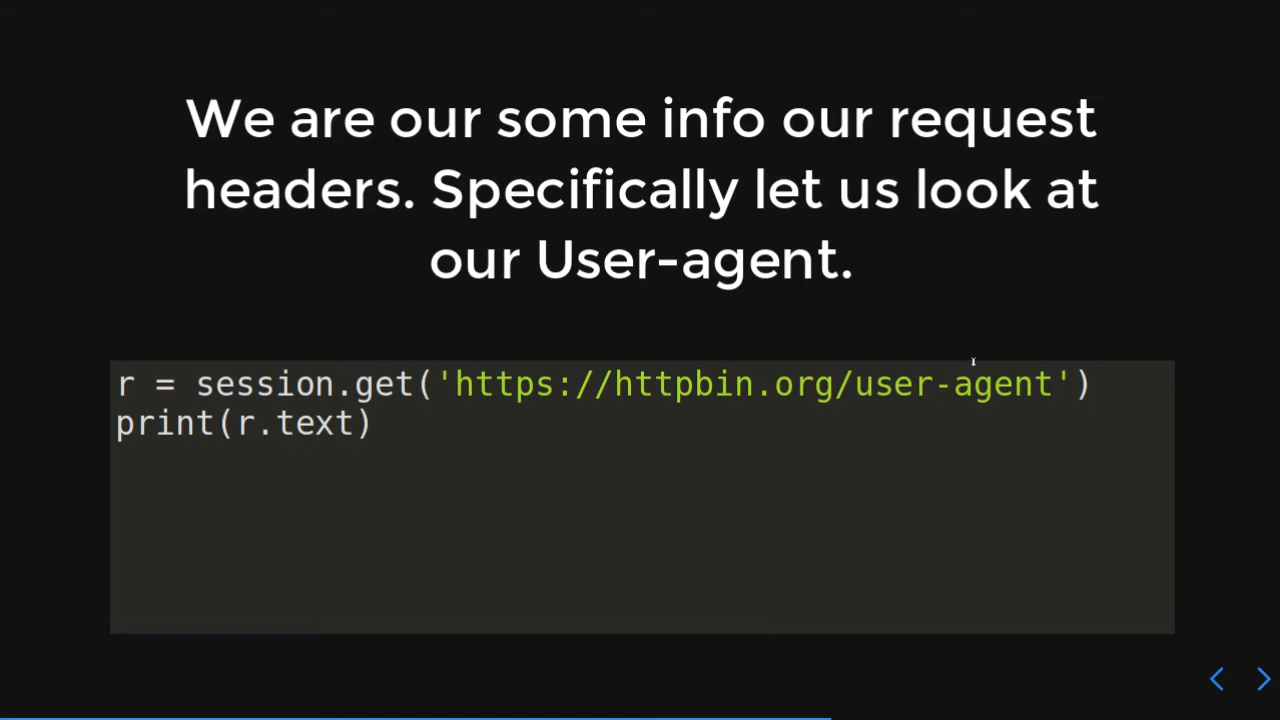 We are our some info our request
headers. Specifically let us look at
our User-agent.
r = session.get('https://httpbin.org/user-agent')
print(r.text)